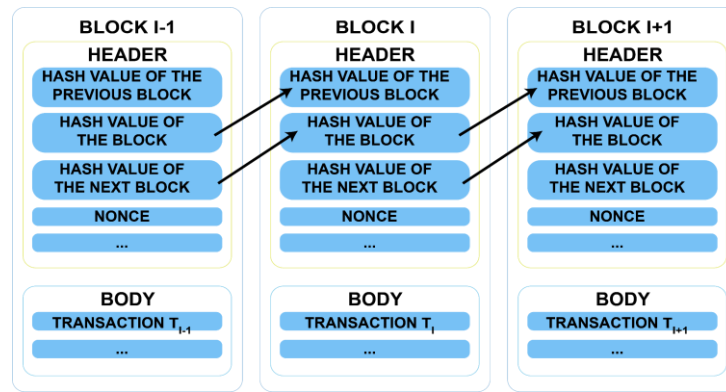 BLOCK I-1
HEADER
HASH VALUE OF THE
PREVIOUS BLOCK
HASH VALUE OF
THE BLOCK
HASH VALUE OF
THE NEXT BLOCK
NONCE
...
BODY
TRANSACTION T I-1
...
BLOCK I
HEADER
HASH VALUE OF THE
PREVIOUS BLOCK
HASH VALUE OF
THE BLOCK
HASH VALUE OF
THE NEXT BLOCK
NONCE
...
BODY
TRANSACTION T I
...
BLOCK I+1
HEADER
HASH VALUE OF THE
PREVIOUS BLOCK
HASH VALUE OF
THE BLOCK
HASH VALUE OF
THE NEXT BLOCK
NONCE
...
BODY
TRANSACTION T I+1
...